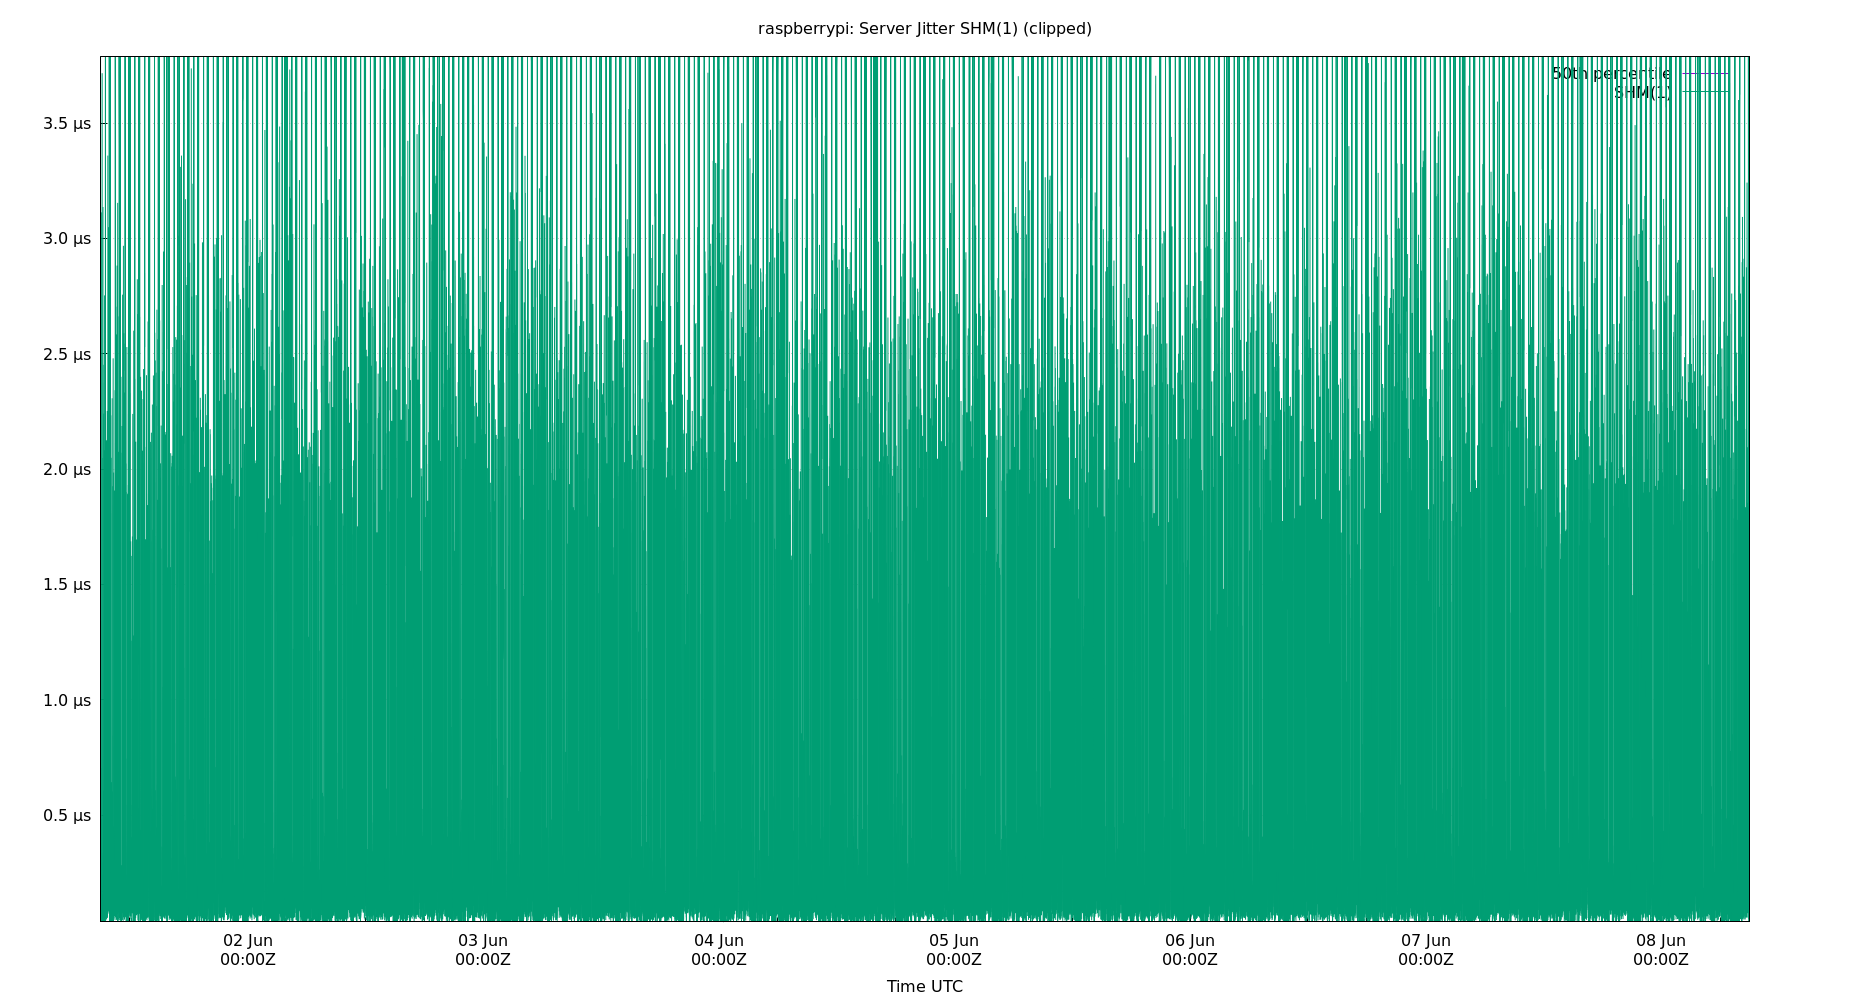 raspberrypi: Server Jitter SHM(1) (clipped)
50th percentile
SHM(1)
3.5 µs
3.0 µs
2.5 µs
2.0 µs
1.5 µs
1.0 µs
0.5 µs
02 Jun 03 Jun 04 Jun 05 Jun 06 Jun 07 Jun 08 Jun
00:00Z 00:00Z 00:00Z 00:00Z 00:00Z 00:00Z 00:00Z
Time UTC